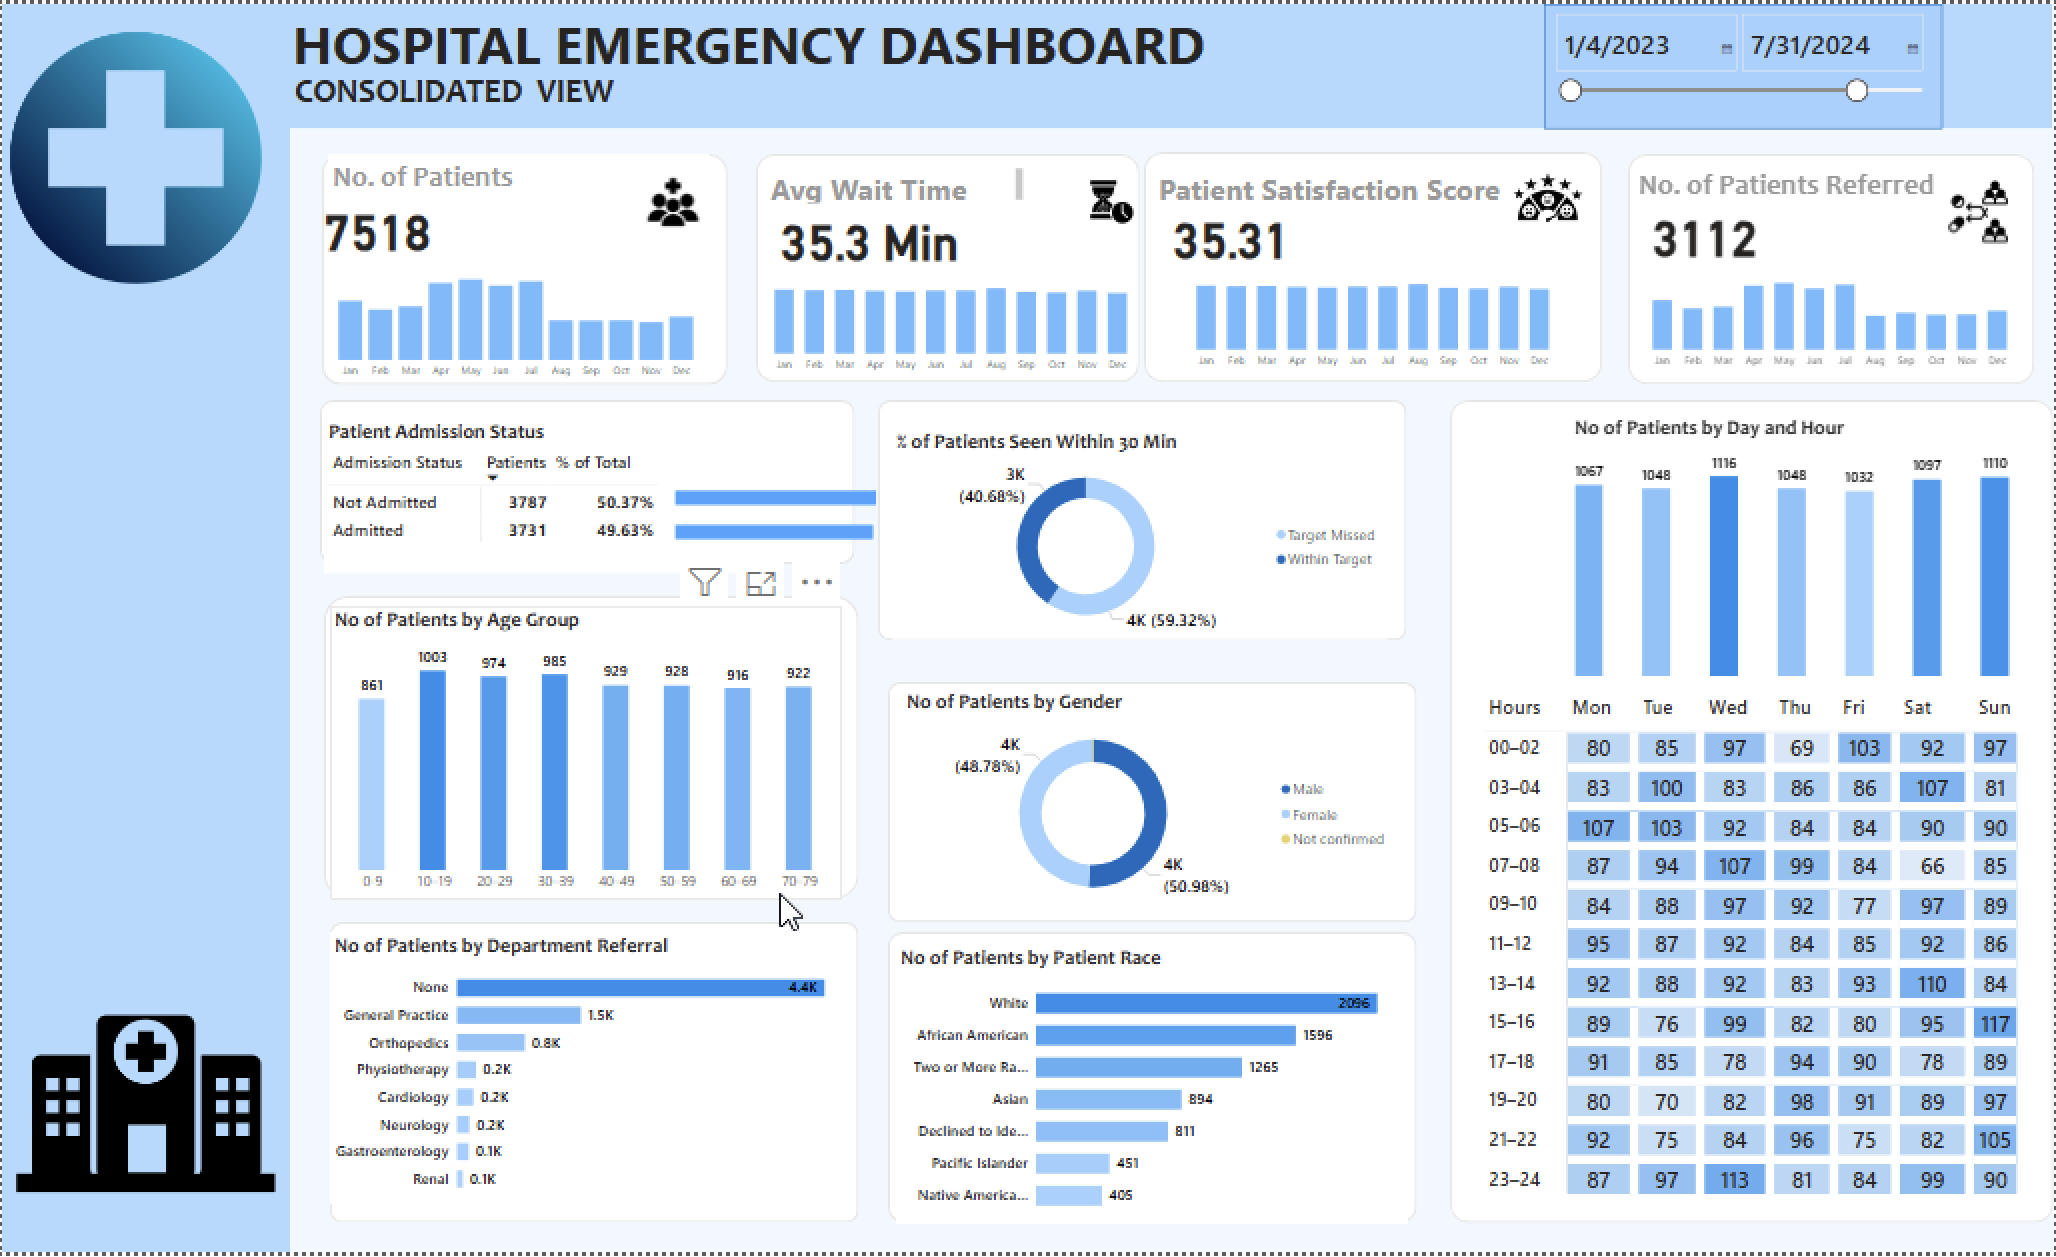 HOSPITAL EMERGENCY DASHBOARD
CONSOLIDATED VIEW
1/4/2023 7/31/2024
No. of Patients
7518
Jan Feb Mar Apr May Jun Jul Aug Sep Oct Nov Dec
Avg Wait Time
35.3 Min
Jan Feb Mar Apr May Jun Jul Aug Sep Oct Nov Dec
Patient Satisfaction Score
35.31
Jan Feb Mar Apr May Jun Jul Aug Sep Oct Nov Dec
No. of Patients Referred
3112
Jan Feb Mar Apr May Jun Jul Aug Sep Oct Nov Dec
Patient Admission Status
Admission Status Patients % of Total
Not Admitted 3787 50.37%
Admitted 3731 49.63%
% of Patients Seen Within 30 Min
3K
(40.68%)
Target Missed
Within Target
4K (59.32%)
No of Patients by Age Group
861 1003 974 985 929 928 916 922
0-9 10-19 20-29 30-39 40-49 50-59 60-69 70-79
No of Patients by Gender
4K
(48.78%)
Male
Female
Not confirmed
4K
(50.98%)
No of Patients by Department Referral
None 4.4K
General Practice 1.5K
Orthopedics 0.8K
Physiotherapy 0.2K
Cardiology 0.2K
Neurology 0.2K
Gastroenterology 0.1K
Renal 0.1K
No of Patients by Patient Race
White 2096
African American 1596
Two or More Ra... 1265
Asian 894
Declined to Ide... 811
Pacific Islander 451
Native America... 405
No of Patients by Day and Hour
1067 1048 1116 1048 1032 1097 1110
Hours Mon Tue Wed Thu Fri Sat Sun
00–02 80 85 97 69 103 92 97
03–04 83 100 83 86 86 107 81
05–06 107 103 92 84 84 90 90
07–08 87 94 107 99 84 66 85
09–10 84 88 97 92 77 97 89
11–12 95 87 92 84 85 92 86
13–14 92 88 92 83 93 110 84
15–16 89 76 99 82 80 95 117
17–18 91 85 78 94 90 78 89
19–20 80 70 82 98 91 89 97
21–22 92 75 84 96 75 82 105
23–24 87 97 113 81 84 99 90